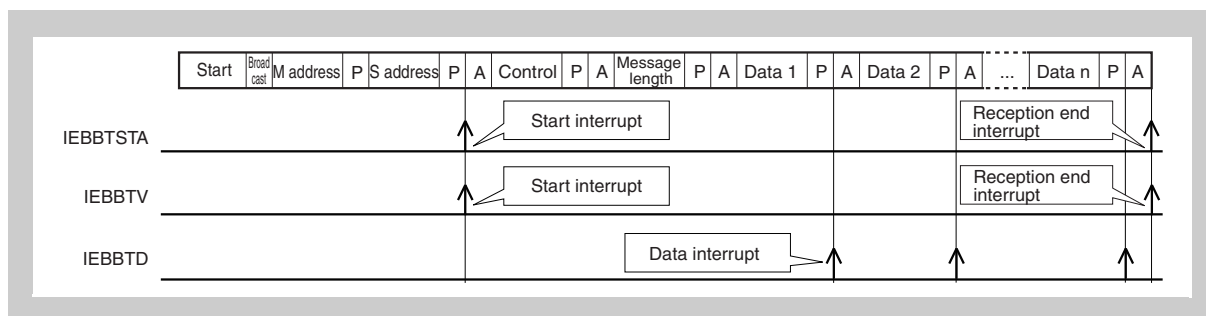 Start Broad cast M address P S address P A Control P A Message length P A Data 1 P A Data 2 P A ... Data n P A
IEBBTSTA Start interrupt Reception end interrupt
IEBBTV Start interrupt Reception end interrupt
IEBBTD Data interrupt